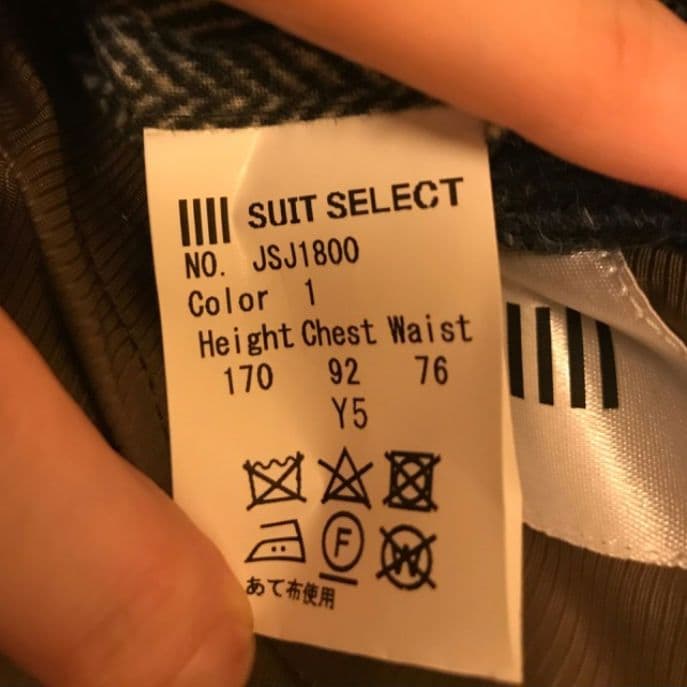 SUIT SELECT
NO. JSJ1800
Color 1
Height Chest Waist
170 92 76
Y5
F W
あて布使用